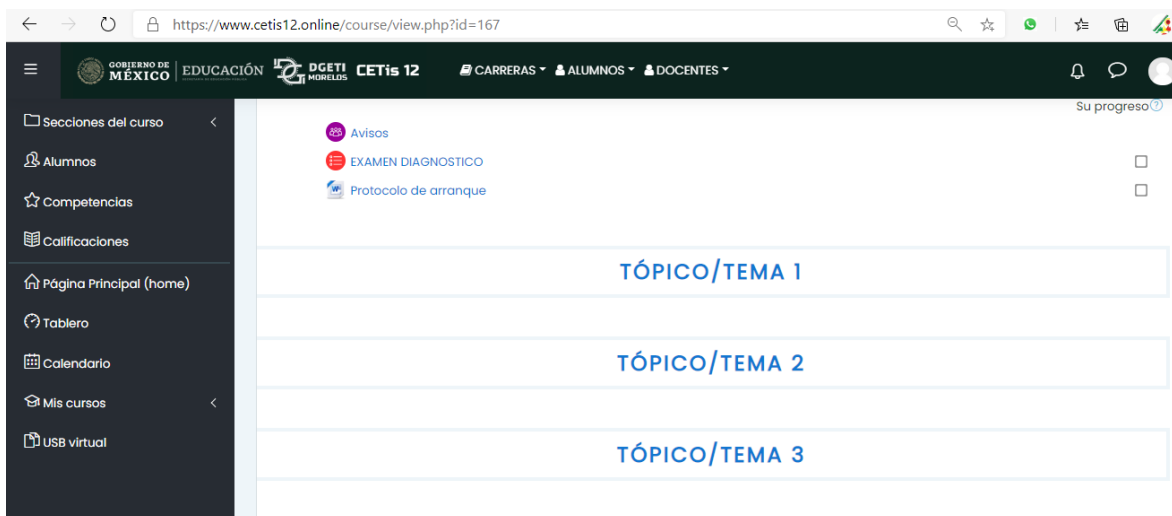 https://www.cetis12.online/course/view.php?id=167
GOBIERNO DE MÉXICO EDUCACIÓN DGETI MORELOS CETis 12 CARRERAS ALUMNOS DOCENTES
Su progreso
Secciones del curso
Alumnos
Competencias
Calificaciones
Página Principal (home)
Tablero
Calendario
Mis cursos
USB virtual
Avisos
EXAMEN DIAGNOSTICO
Protocolo de arranque
TÓPICO/TEMA 1
TÓPICO/TEMA 2
TÓPICO/TEMA 3